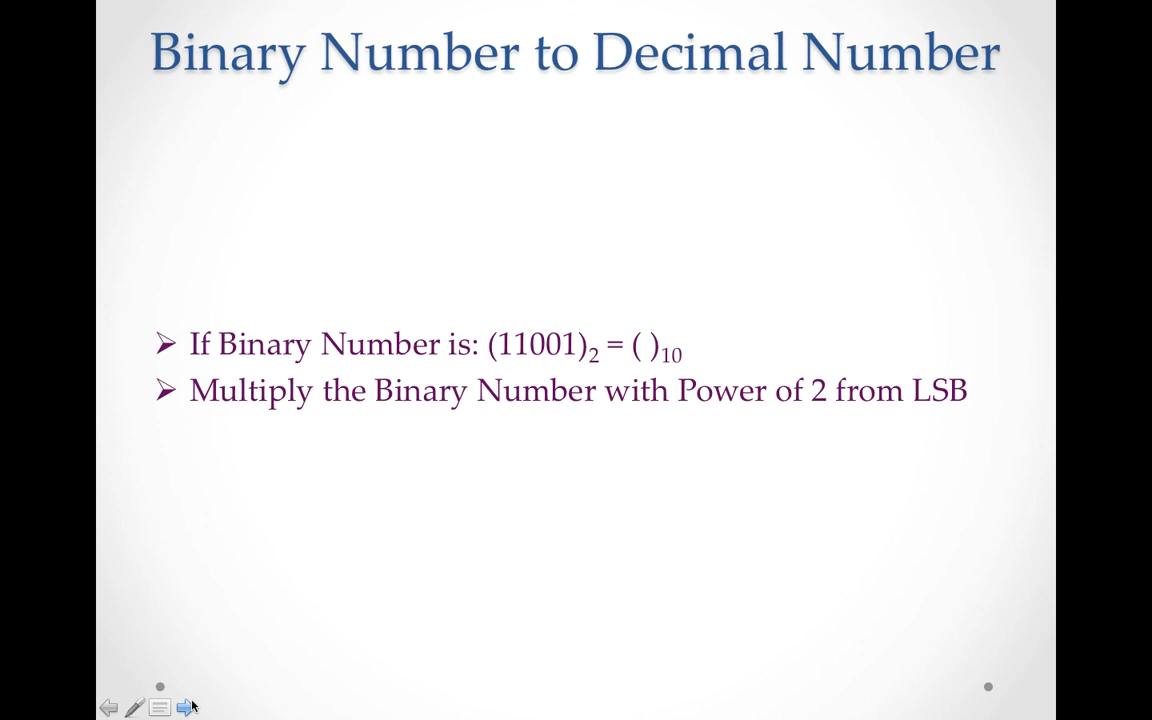 Binary Number to Decimal Number
➢ If Binary Number is: (11001)₂ = ( )₁₀
➢ Multiply the Binary Number with Power of 2 from LSB